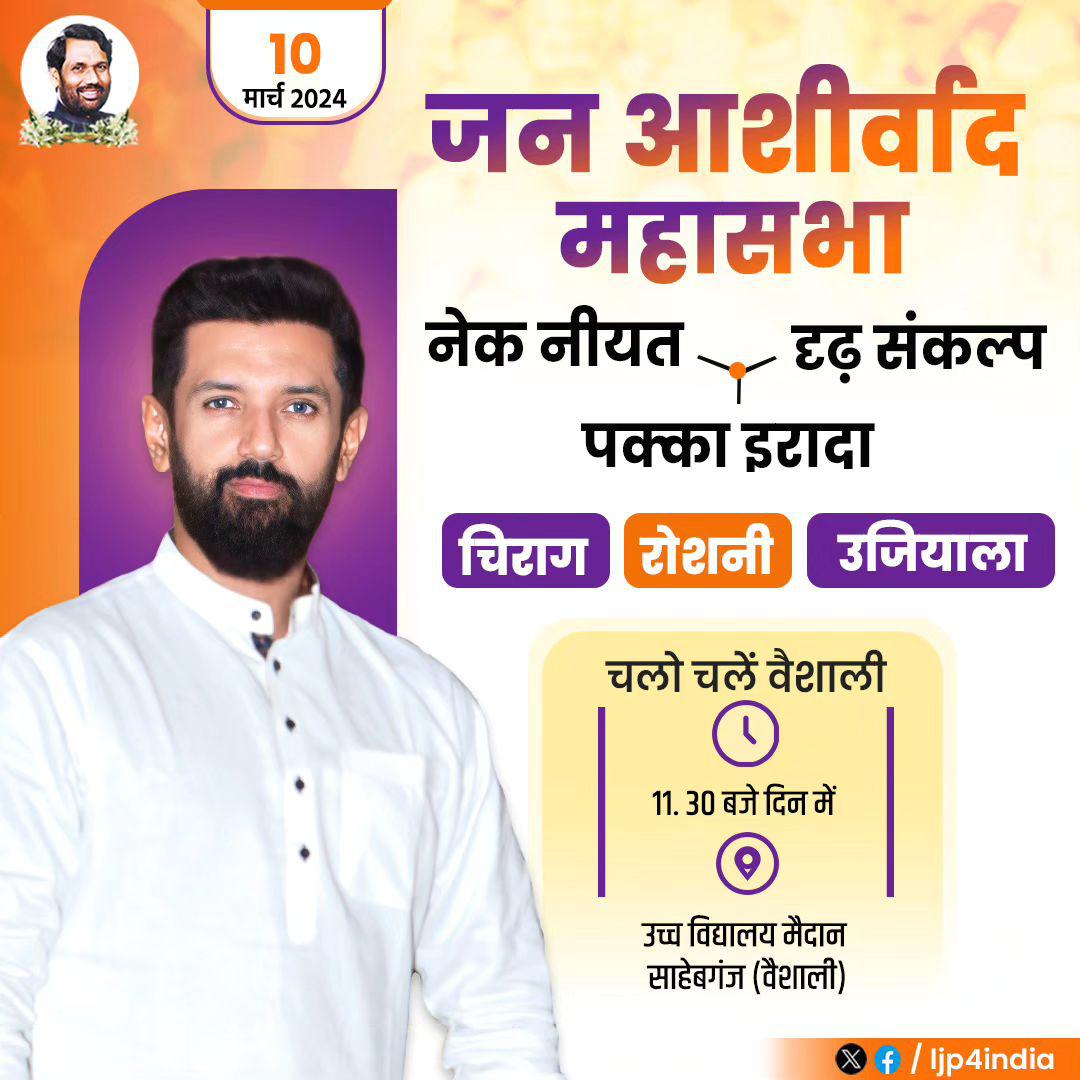 10
मार्च 2024
जन आशीर्वाद
महासभा
नेक नीयत दृढ़ संकल्प
पक्का इरादा
चिराग रोशनी उजियाला
चलो चलें वैशाली
11. 30 बजे दिन में
उच्च विद्यालय मैदान
साहेबगंज (वैशाली)
X f / ljp4india